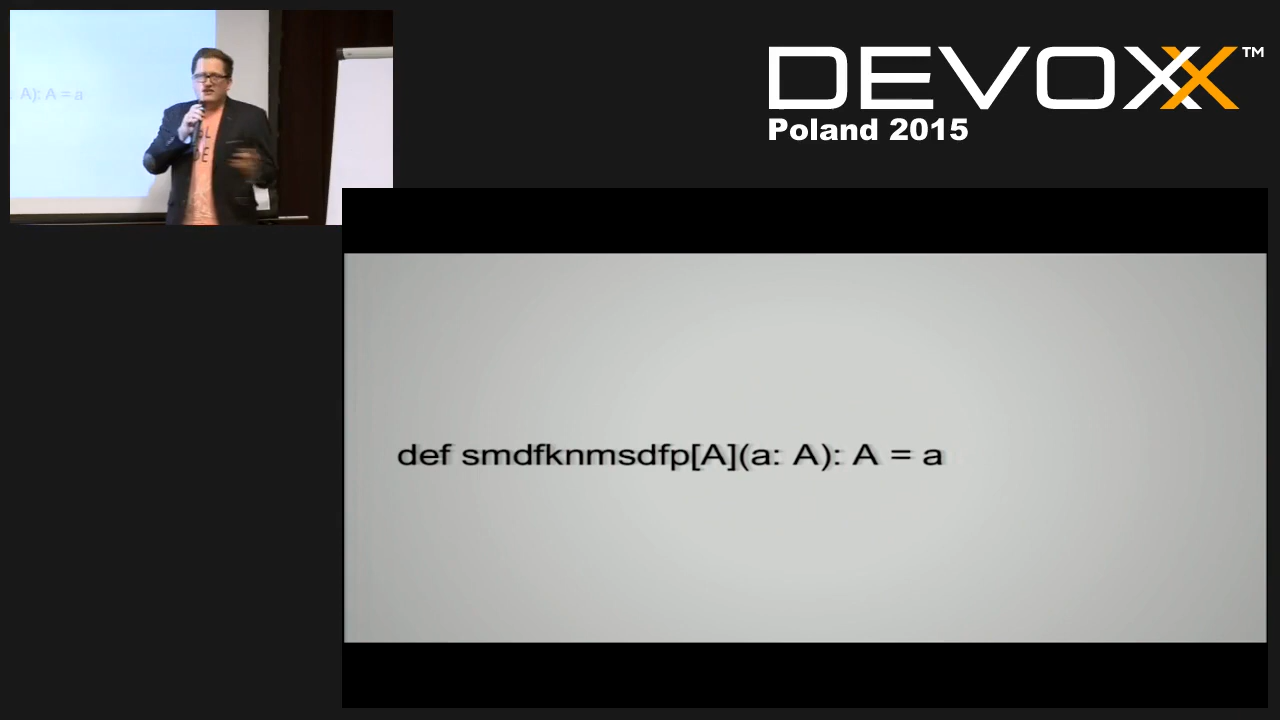 : A): A = a
DEVOXX™
Poland 2015
def smdfknmsdfp[A](a: A): A = a